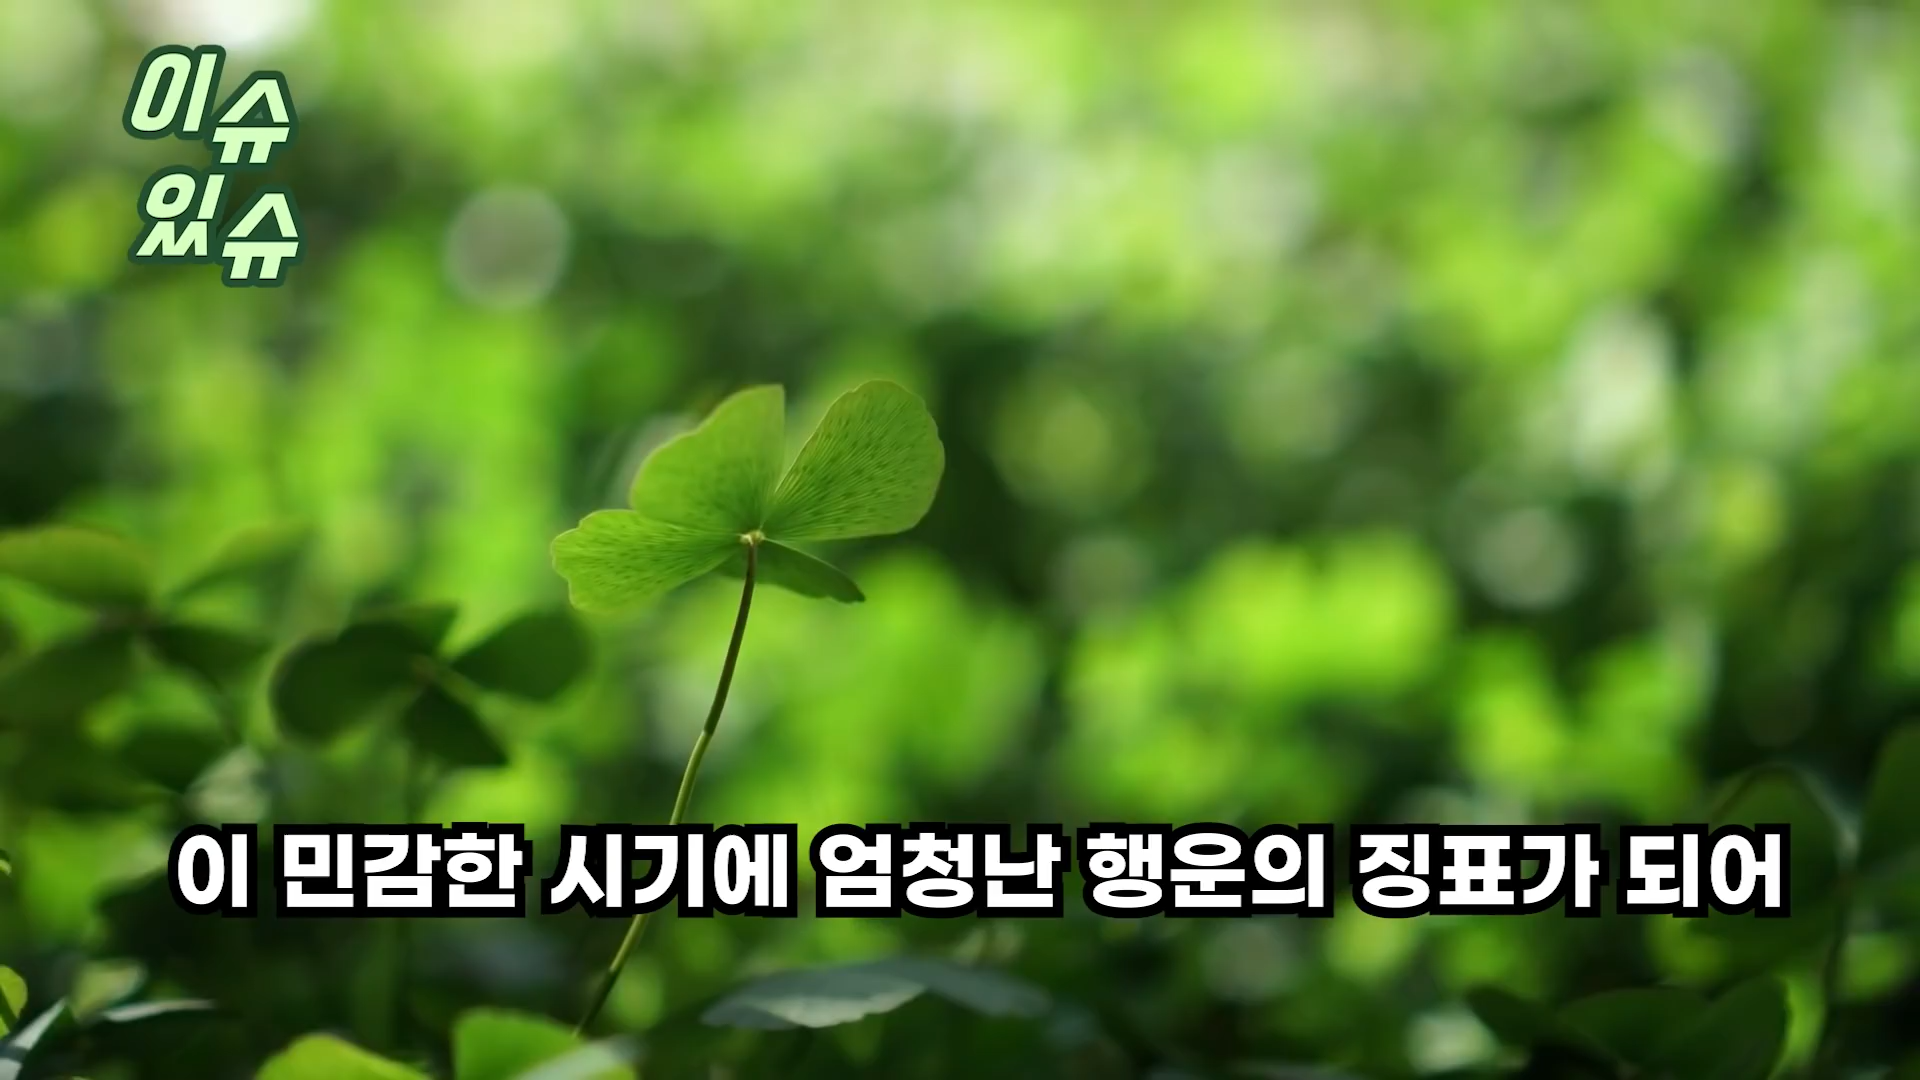 이슈
있슈
이 민감한 시기에 엄청난 행운의 징표가 되어